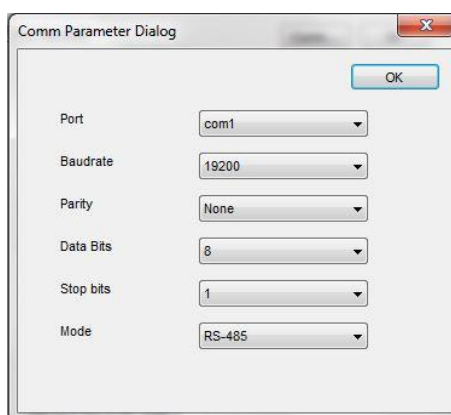 Comm Parameter Dialog
OK
Port com1
Baudrate 19200
Parity None
Data Bits 8
Stop bits 1
Mode RS-485